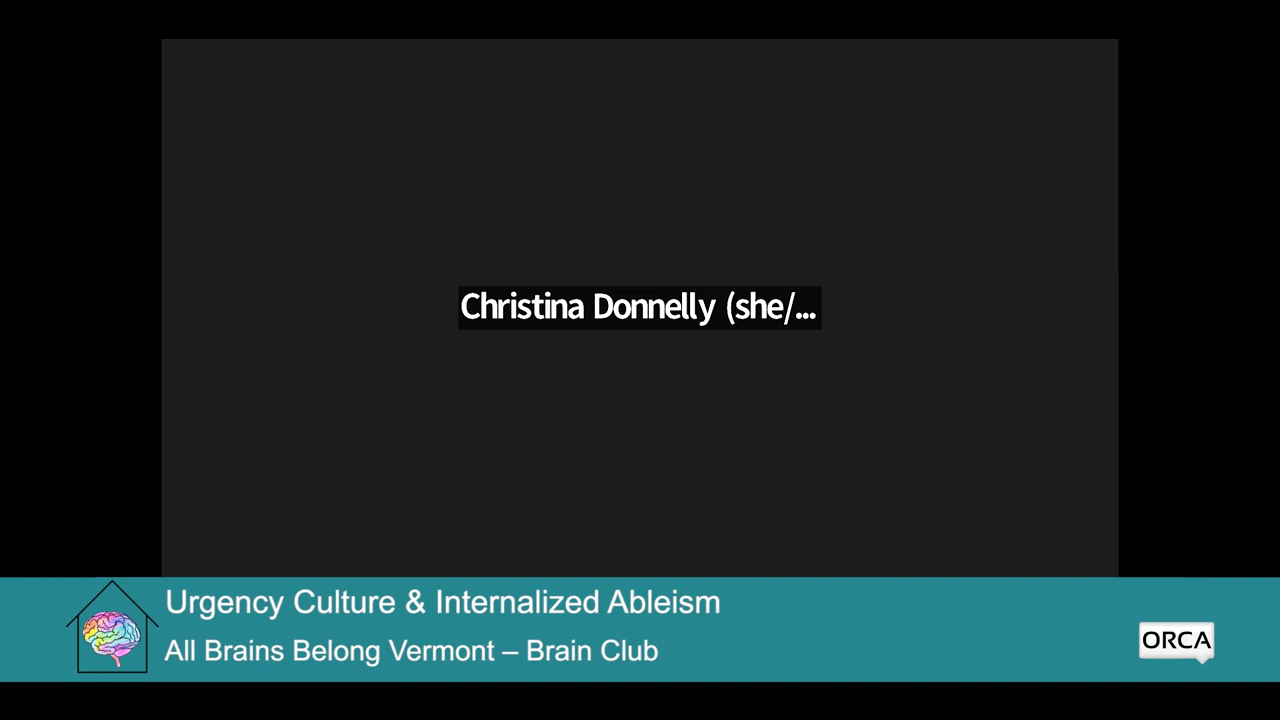 Christina Donnelly (she/...
Urgency Culture & Internalized Ableism
All Brains Belong Vermont – Brain Club
ORCA